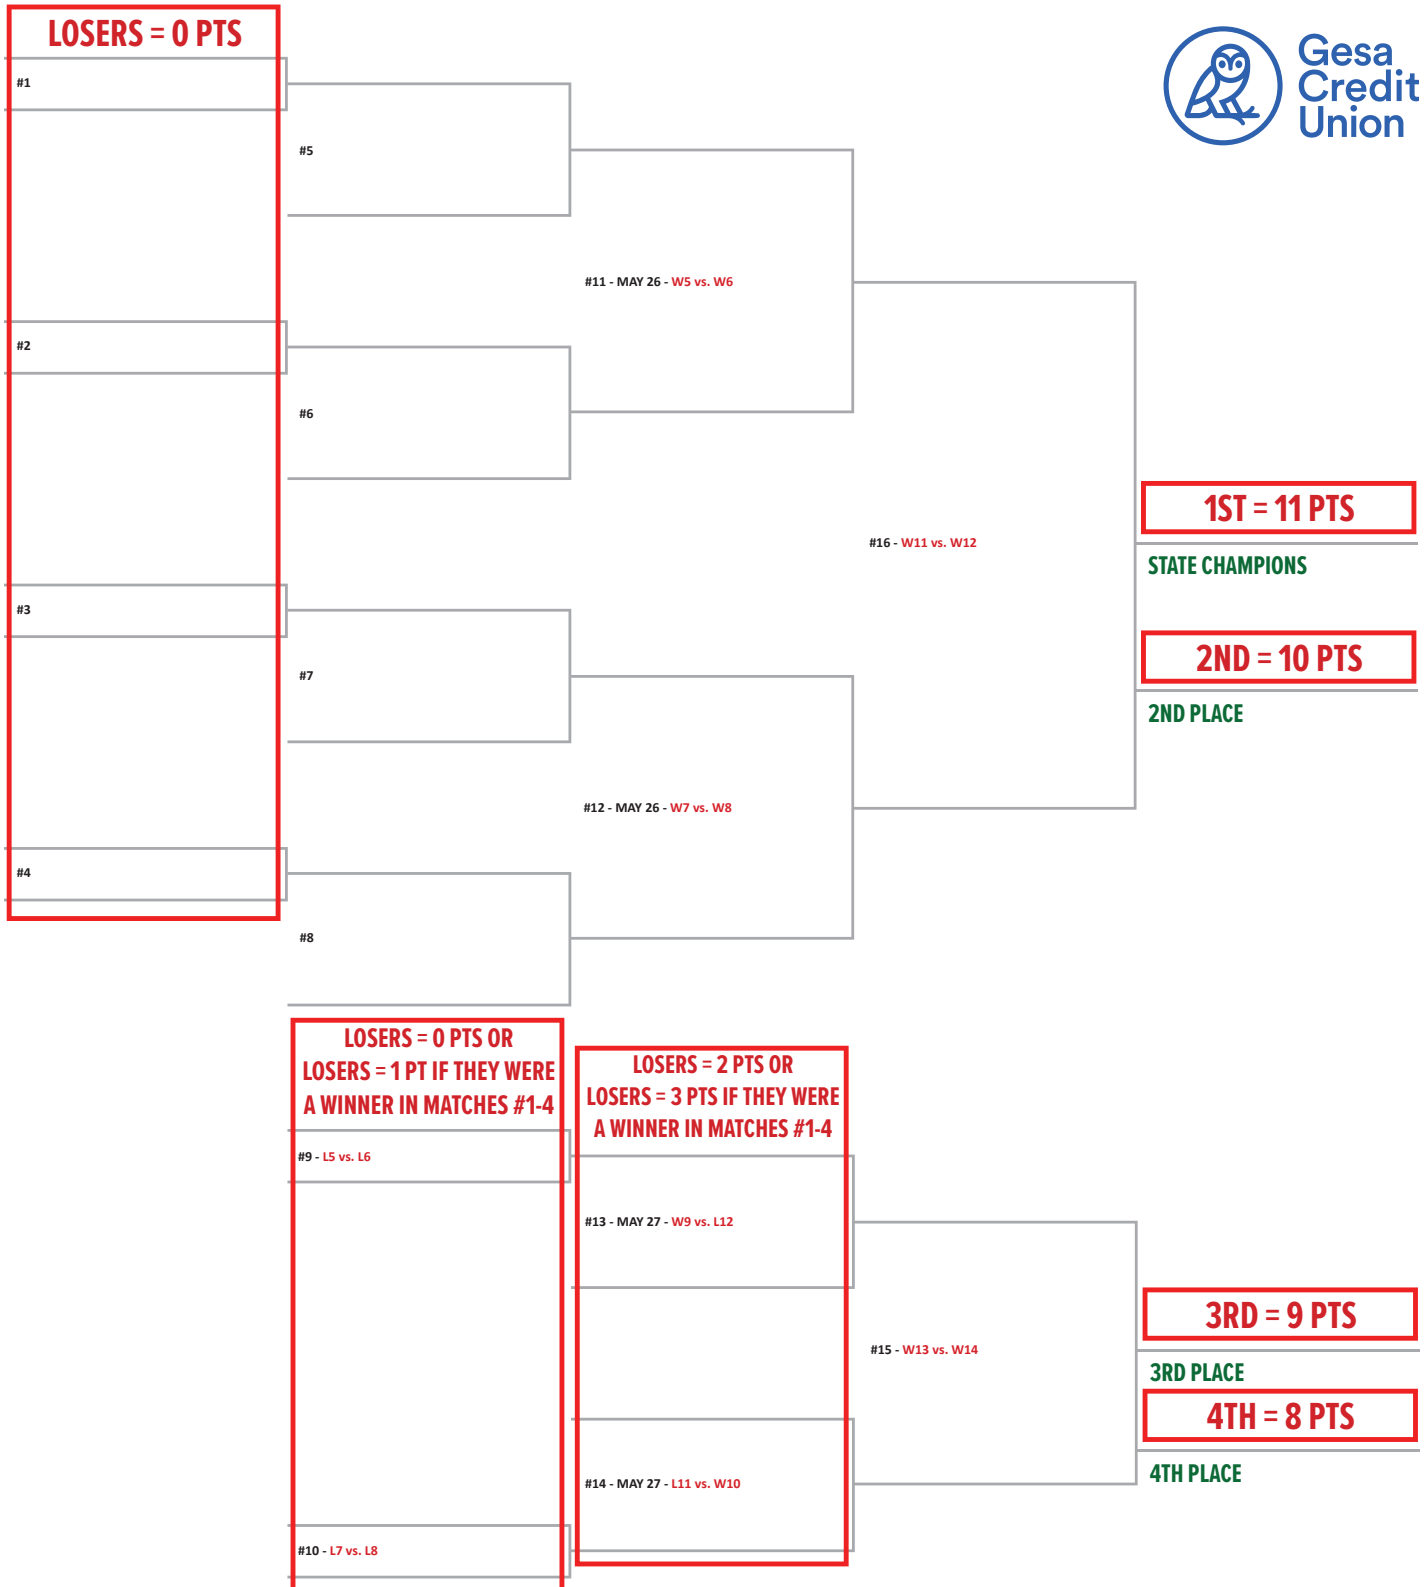 LOSERS = 0 PTS
Gesa
Credit
Union
#1
#5
#11 - MAY 26 - W5 vs. W6
#2
#6
#16 - W11 vs. W12
1ST = 11 PTS
STATE CHAMPIONS
2ND = 10 PTS
2ND PLACE
#3
#7
#12 - MAY 26 - W7 vs. W8
#4
#8
LOSERS = 0 PTS OR
LOSERS = 1 PT IF THEY WERE
A WINNER IN MATCHES #1-4
LOSERS = 2 PTS OR
LOSERS = 3 PTS IF THEY WERE
A WINNER IN MATCHES #1-4
#9 - L5 vs. L6
#13 - MAY 27 - W9 vs. L12
#15 - W13 vs. W14
3RD = 9 PTS
3RD PLACE
4TH = 8 PTS
4TH PLACE
#14 - MAY 27 - L11 vs. W10
#10 - L7 vs. L8